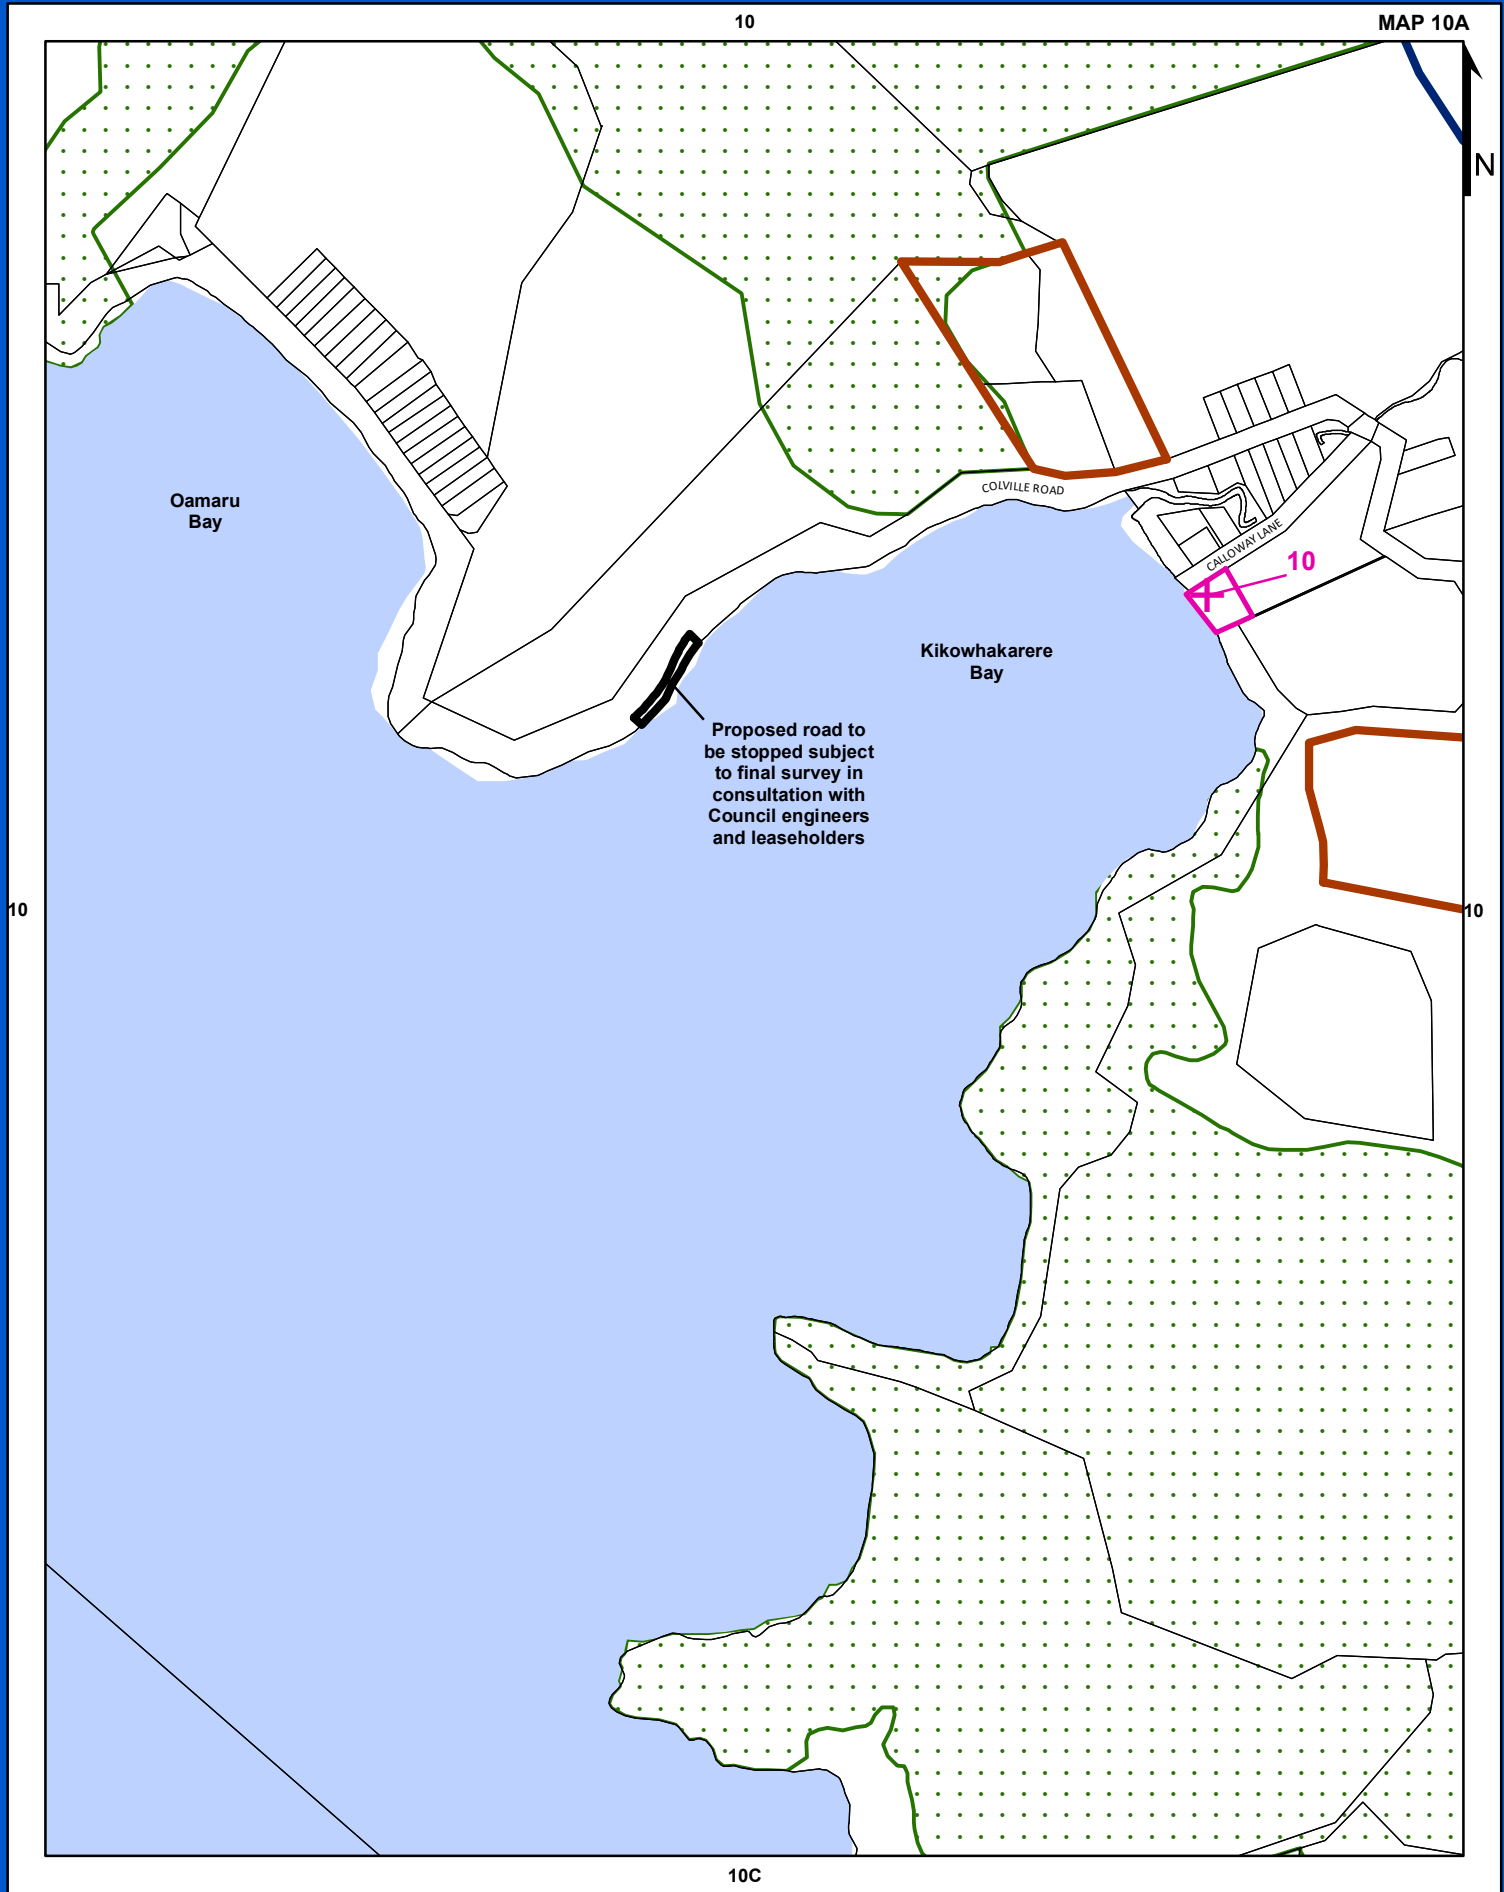 10
MAP 10A
N
Oamaru
Bay
COLVILLE ROAD
CALLOWAY LANE
10
Kikowhakarere
Bay
Proposed road to
be stopped subject
to final survey in
consultation with
Council engineers
and leaseholders
10
10
10C